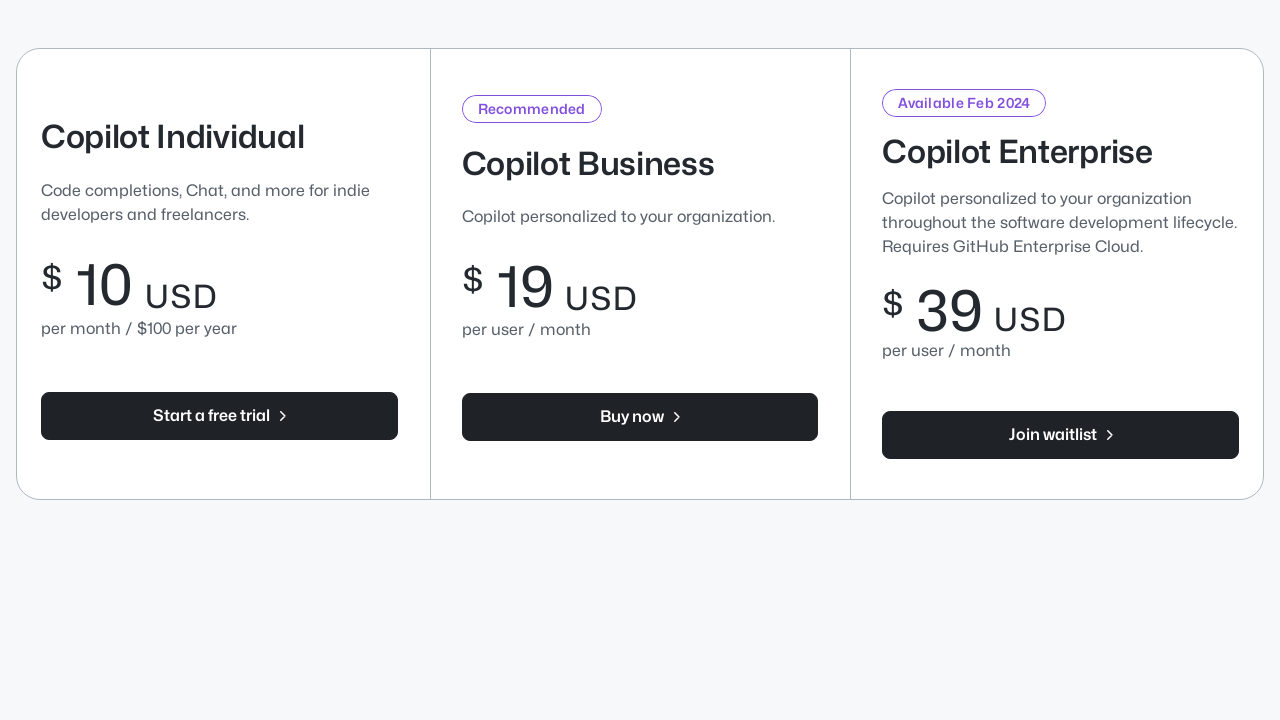 Copilot Individual
Code completions, Chat, and more for indie
developers and freelancers.
$ 10 USD
per month / $100 per year
Start a free trial
Recommended
Copilot Business
Copilot personalized to your organization.
$ 19 USD
per user / month
Buy now
Available Feb 2024
Copilot Enterprise
Copilot personalized to your organization
throughout the software development lifecycle.
Requires GitHub Enterprise Cloud.
$ 39 USD
per user / month
Join waitlist